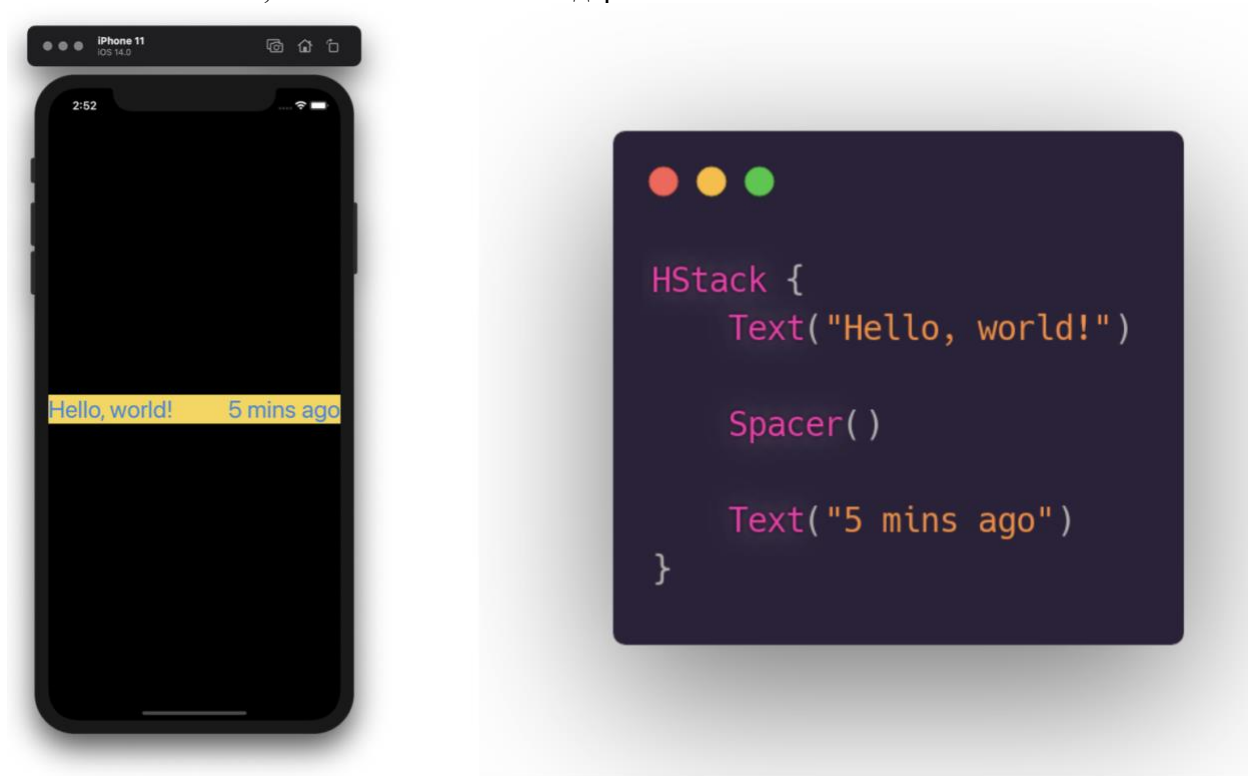 iPhone 11
iOS 14.0
2:52
Hello, world! 5 mins ago
HStack {
    Text("Hello, world!")
    Spacer()
    Text("5 mins ago")
}